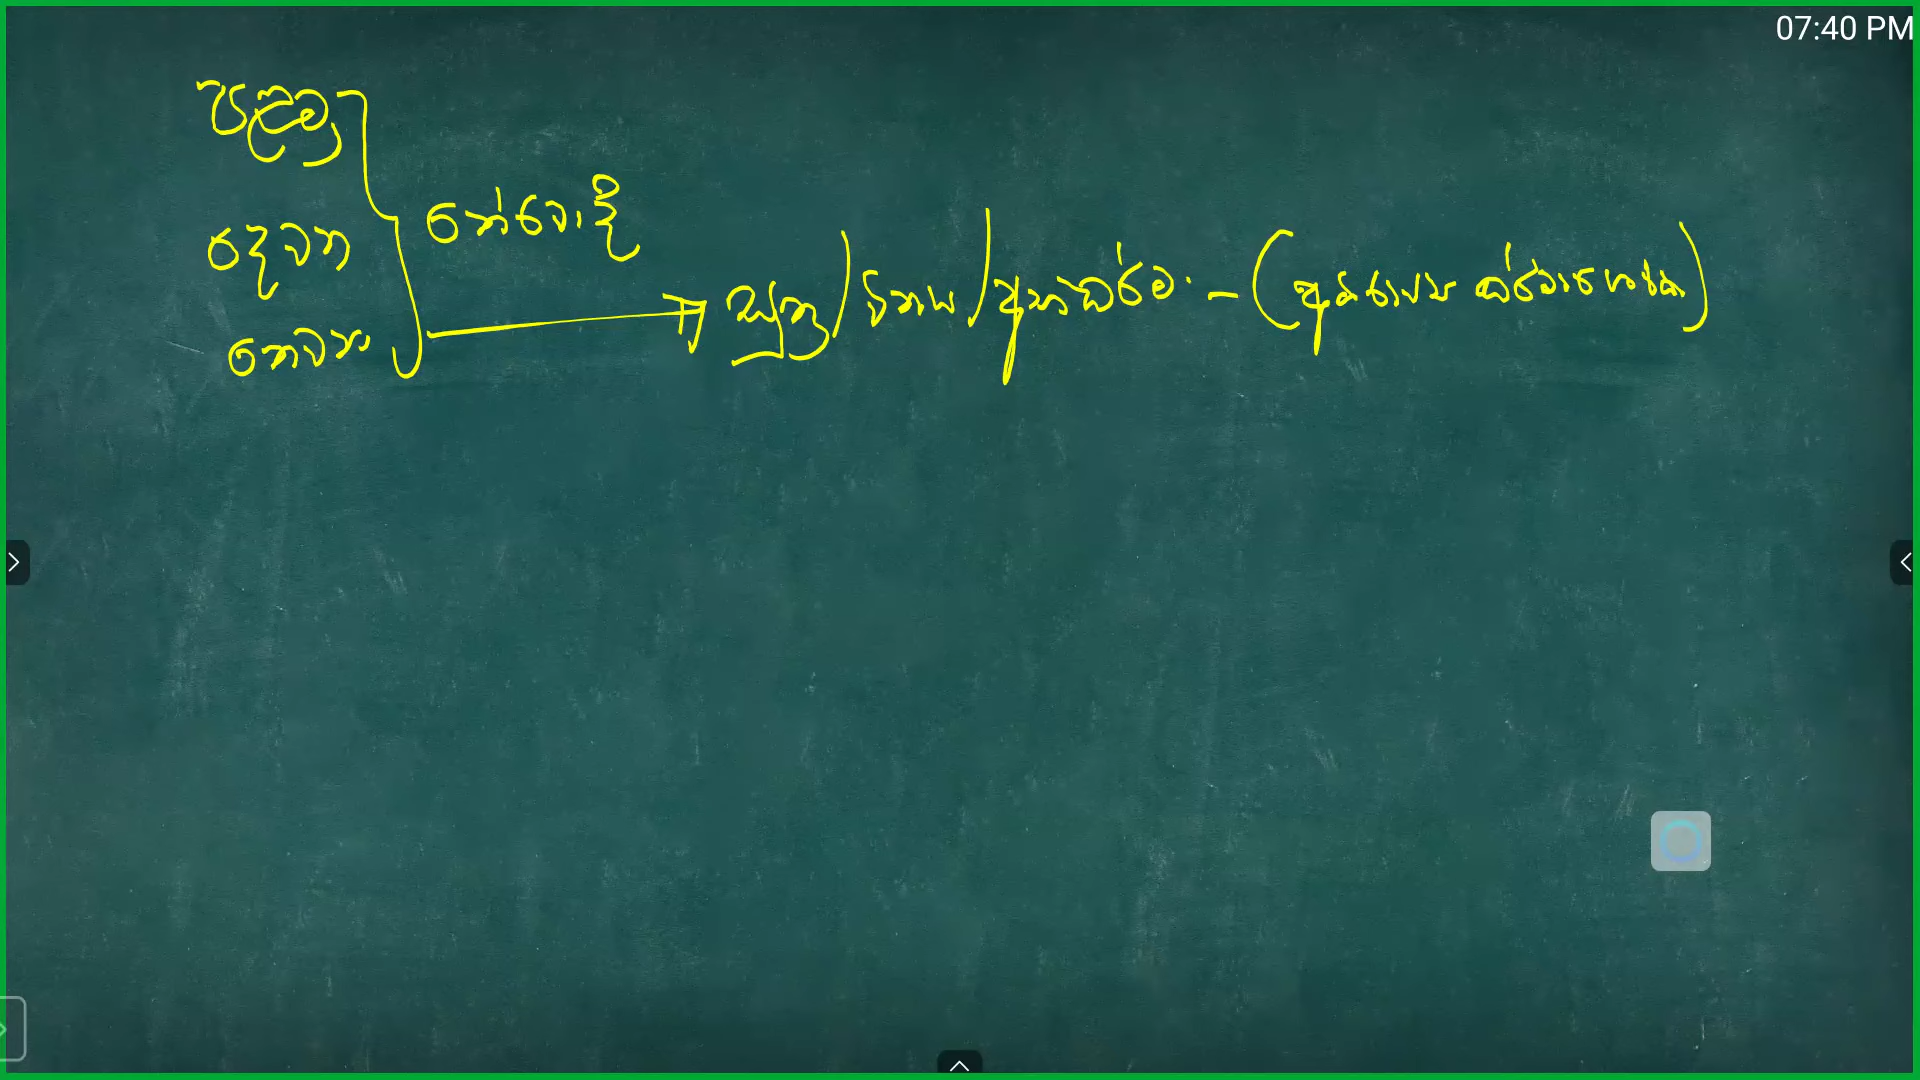 07:40 PM
පළමු
දෙවන
තෙවන
ථේරවාදී
සූත්‍ර / විනය / අභිධර්ම -